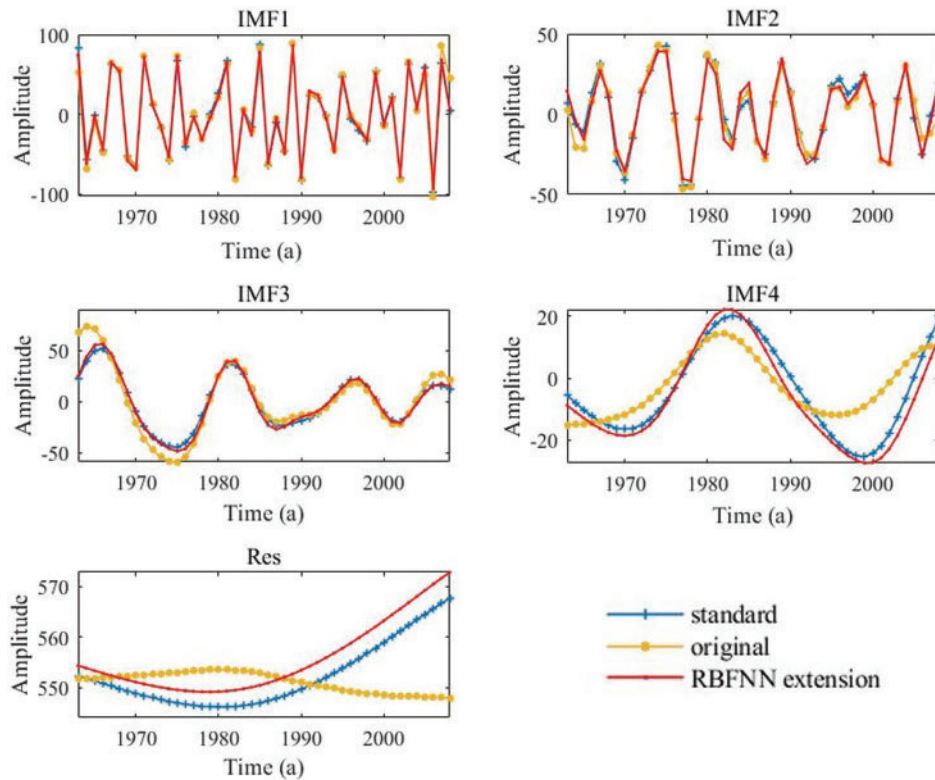 IMF1
IMF2
100
0
-100
Amplitude
1970 1980 1990 2000
Time (a)
50
0
-50
Amplitude
1970 1980 1990 2000
Time (a)
IMF3
IMF4
50
0
-50
Amplitude
1970 1980 1990 2000
Time (a)
20
0
-20
Amplitude
1970 1980 1990 2000
Time (a)
Res
570
560
550
Amplitude
1970 1980 1990 2000
Time (a)
standard
original
RBFNN extension